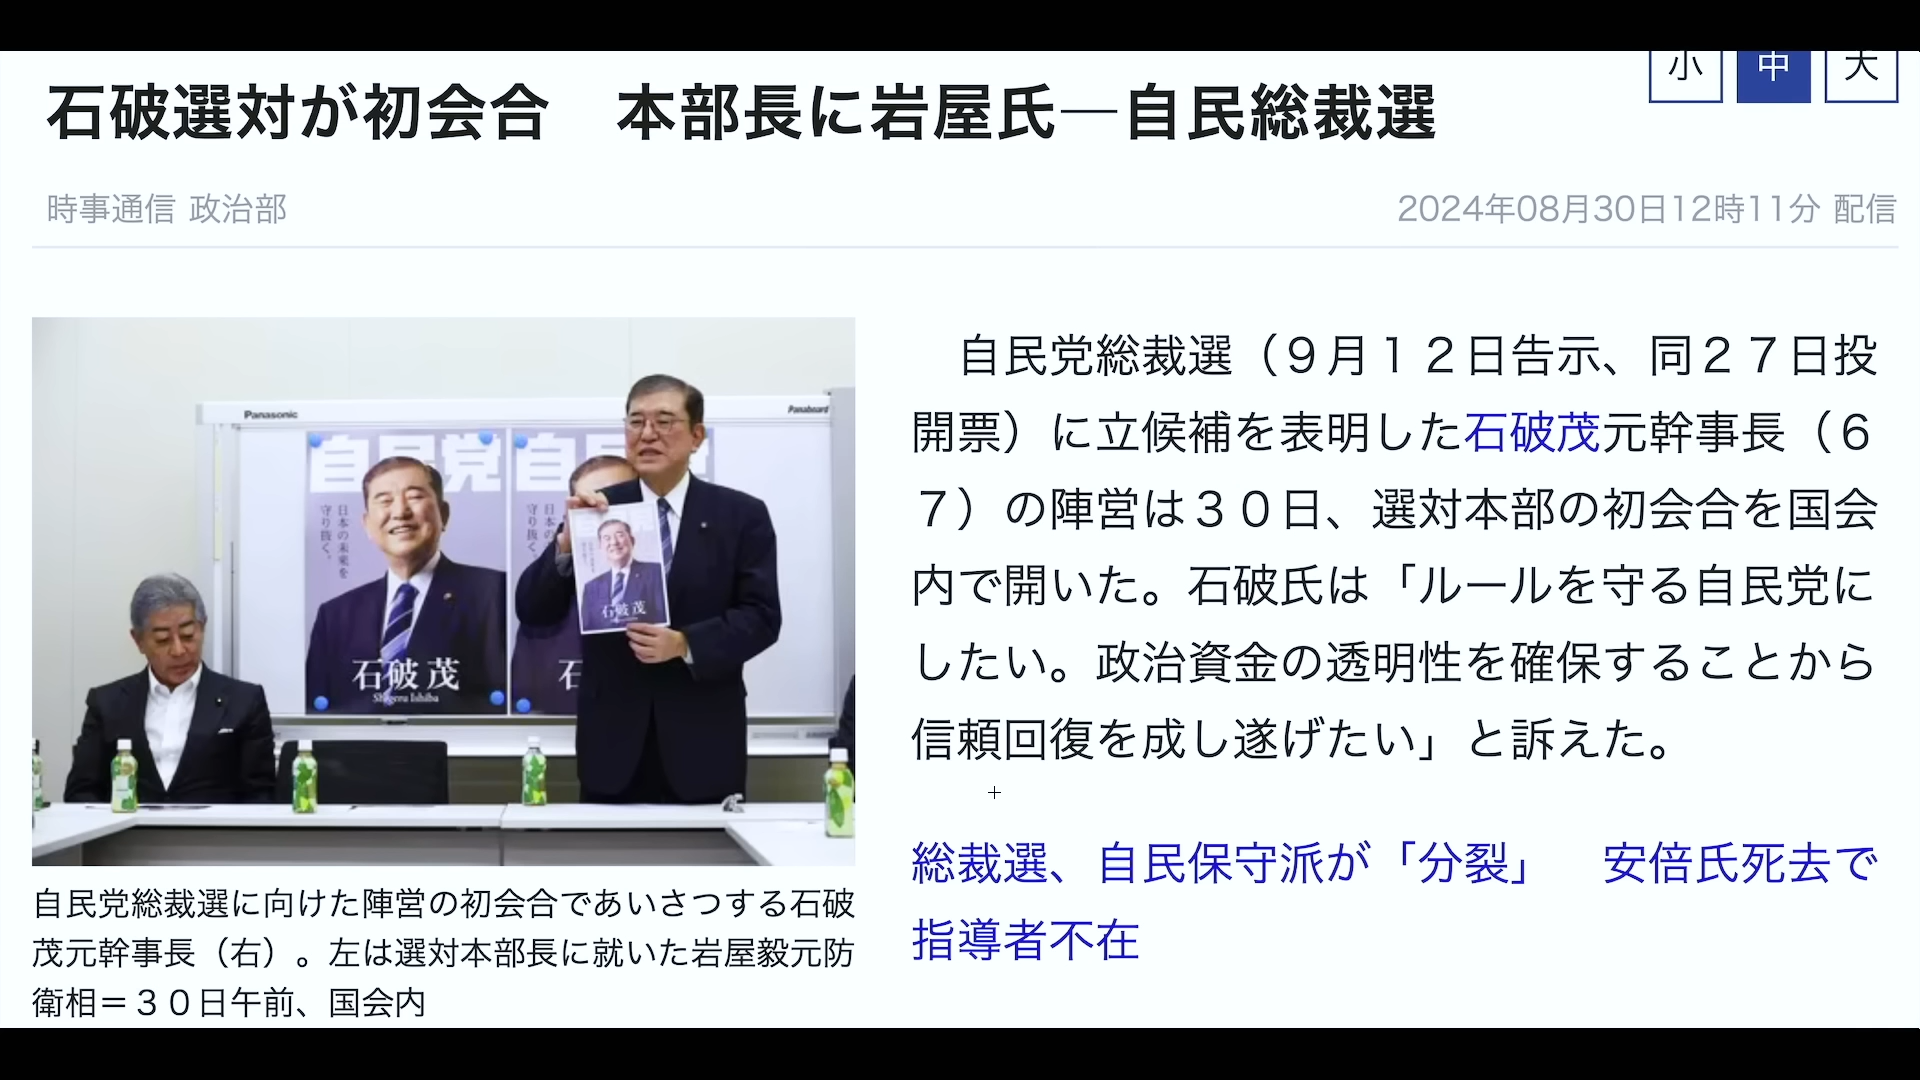 小 中 大
石破選対が初会合　本部長に岩屋氏―自民総裁選
時事通信 政治部
2024年08月30日12時11分 配信
Panasonic
Panaboard
自民党
日本の未来を
守り抜く。
石破茂
Shigeru Ishiba
自民党
日本の
守り抜く。
石
石破茂
自民党総裁選に向けた陣営の初会合であいさつする石破
茂元幹事長（右）。左は選対本部長に就いた岩屋毅元防
衛相＝３０日午前、国会内
自民党総裁選（９月１２日告示、同２７日投
開票）に立候補を表明した石破茂元幹事長（６
７）の陣営は３０日、選対本部の初会合を国会
内で開いた。石破氏は「ルールを守る自民党に
したい。政治資金の透明性を確保することから
信頼回復を成し遂げたい」と訴えた。
総裁選、自民保守派が「分裂」　安倍氏死去で
指導者不在